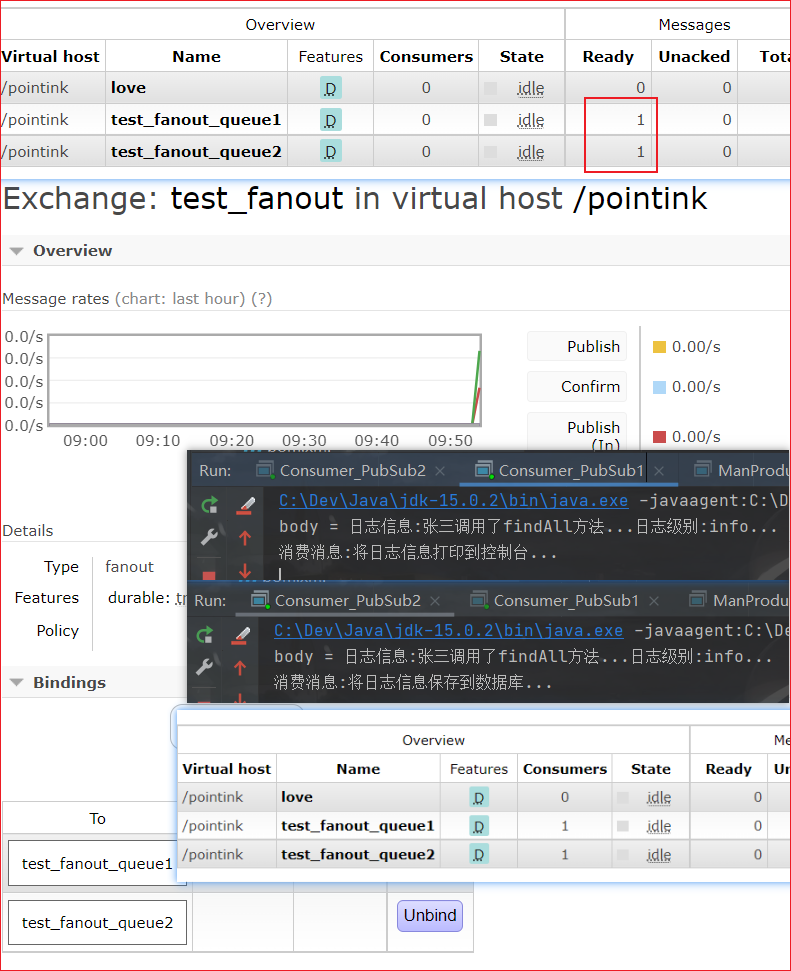 Overview Messages
Virtual host Name Features Consumers State Ready Unacked Tota
/pointink love D 0 idle 0 0
/pointink test_fanout_queue1 D 0 idle 1 0
/pointink test_fanout_queue2 D 0 idle 1 0
Exchange: test_fanout in virtual host /pointink
Overview
Message rates (chart: last hour) (?)
0.0/s
0.0/s
0.0/s
0.0/s
0.0/s
09:00 09:10 09:20 09:30 09:40 09:50
Publish 0.00/s
Confirm 0.00/s
Publish (In) 0.00/s
Run: Consumer_PubSub2 × Consumer_PubSub1 × ManProdu
C:\Dev\Java\jdk-15.0.2\bin\java.exe -javaagent:C:\D
body = 日志信息:张三调用了findAll方法...日志级别:info...
消费消息:将日志信息打印到控制台...
Details
Type fanout
Features durable: tr
Policy
Run: Consumer_PubSub2 × Consumer_PubSub1 × ManProdu
C:\Dev\Java\jdk-15.0.2\bin\java.exe -javaagent:C:\De
body = 日志信息:张三调用了findAll方法...日志级别:info...
消费消息:将日志信息保存到数据库...
Bindings
Overview Me
Virtual host Name Features Consumers State Ready Un
/pointink love D 0 idle 0
/pointink test_fanout_queue1 D 1 idle 0
/pointink test_fanout_queue2 D 1 idle 0
To
test_fanout_queue1
test_fanout_queue2 Unbind